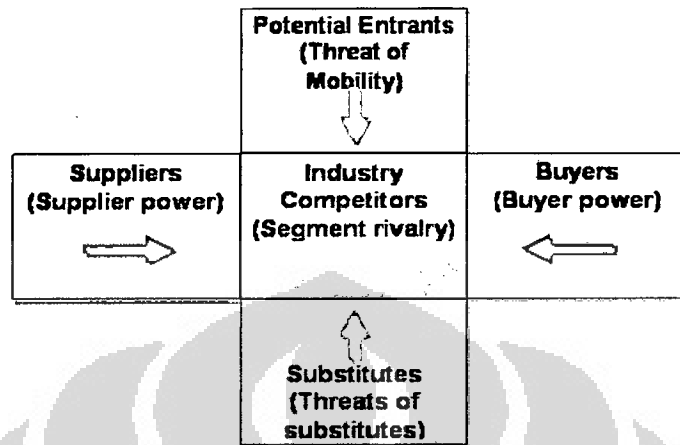 Potential Entrants
(Threat of
Mobility)
Suppliers
(Supplier power)
Industry
Competitors
(Segment rivalry)
Buyers
(Buyer power)
Substitutes
(Threats of
substitutes)